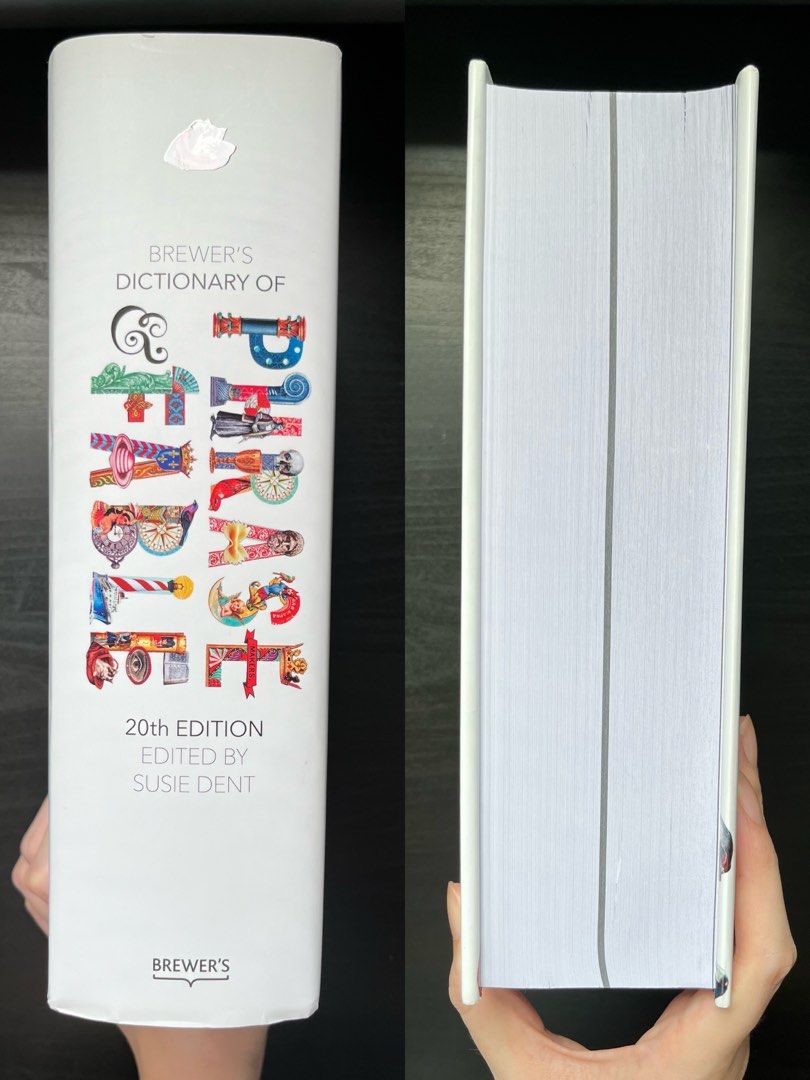 BREWER'S
DICTIONARY OF
PHRASE
& FABLE
20th EDITION
EDITED BY
SUSIE DENT
BREWER'S